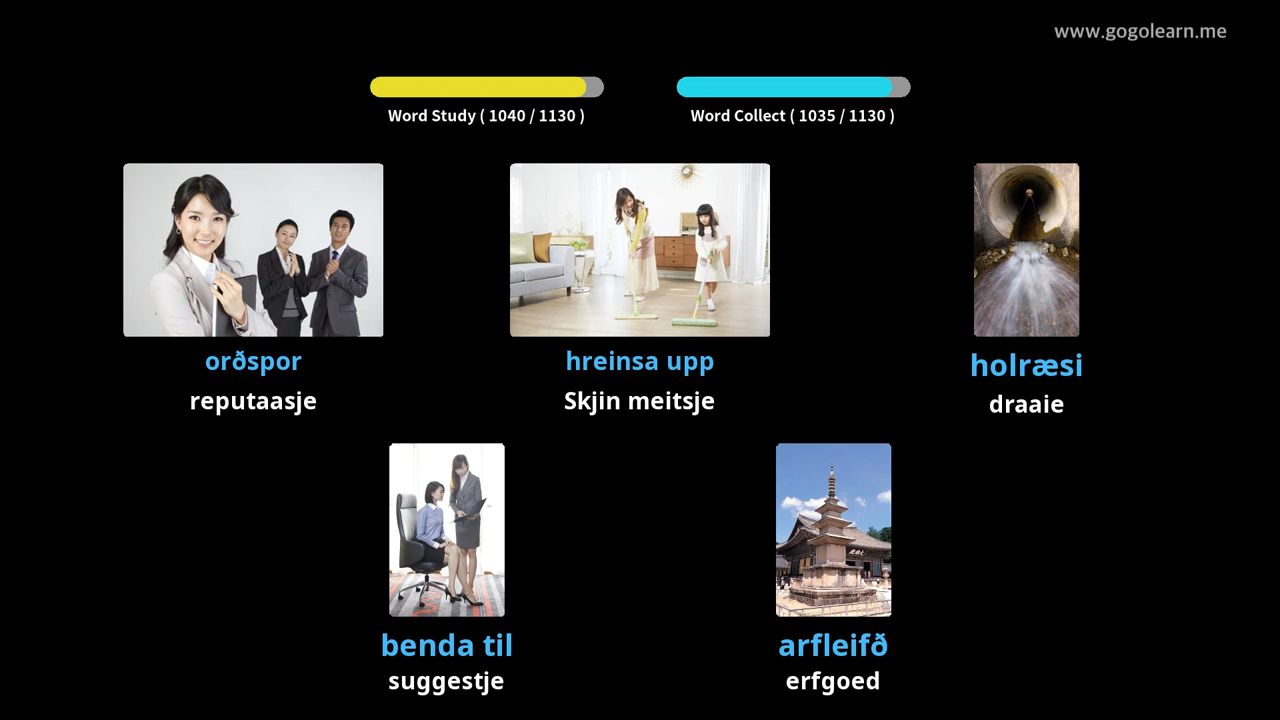 www.gogolearn.me
Word Study ( 1040 / 1130 )
Word Collect ( 1035 / 1130 )
orðspor
reputaasje
hreinsa upp
Skjin meitsje
holræsi
draaie
benda til
suggestje
arfleifð
erfgoed